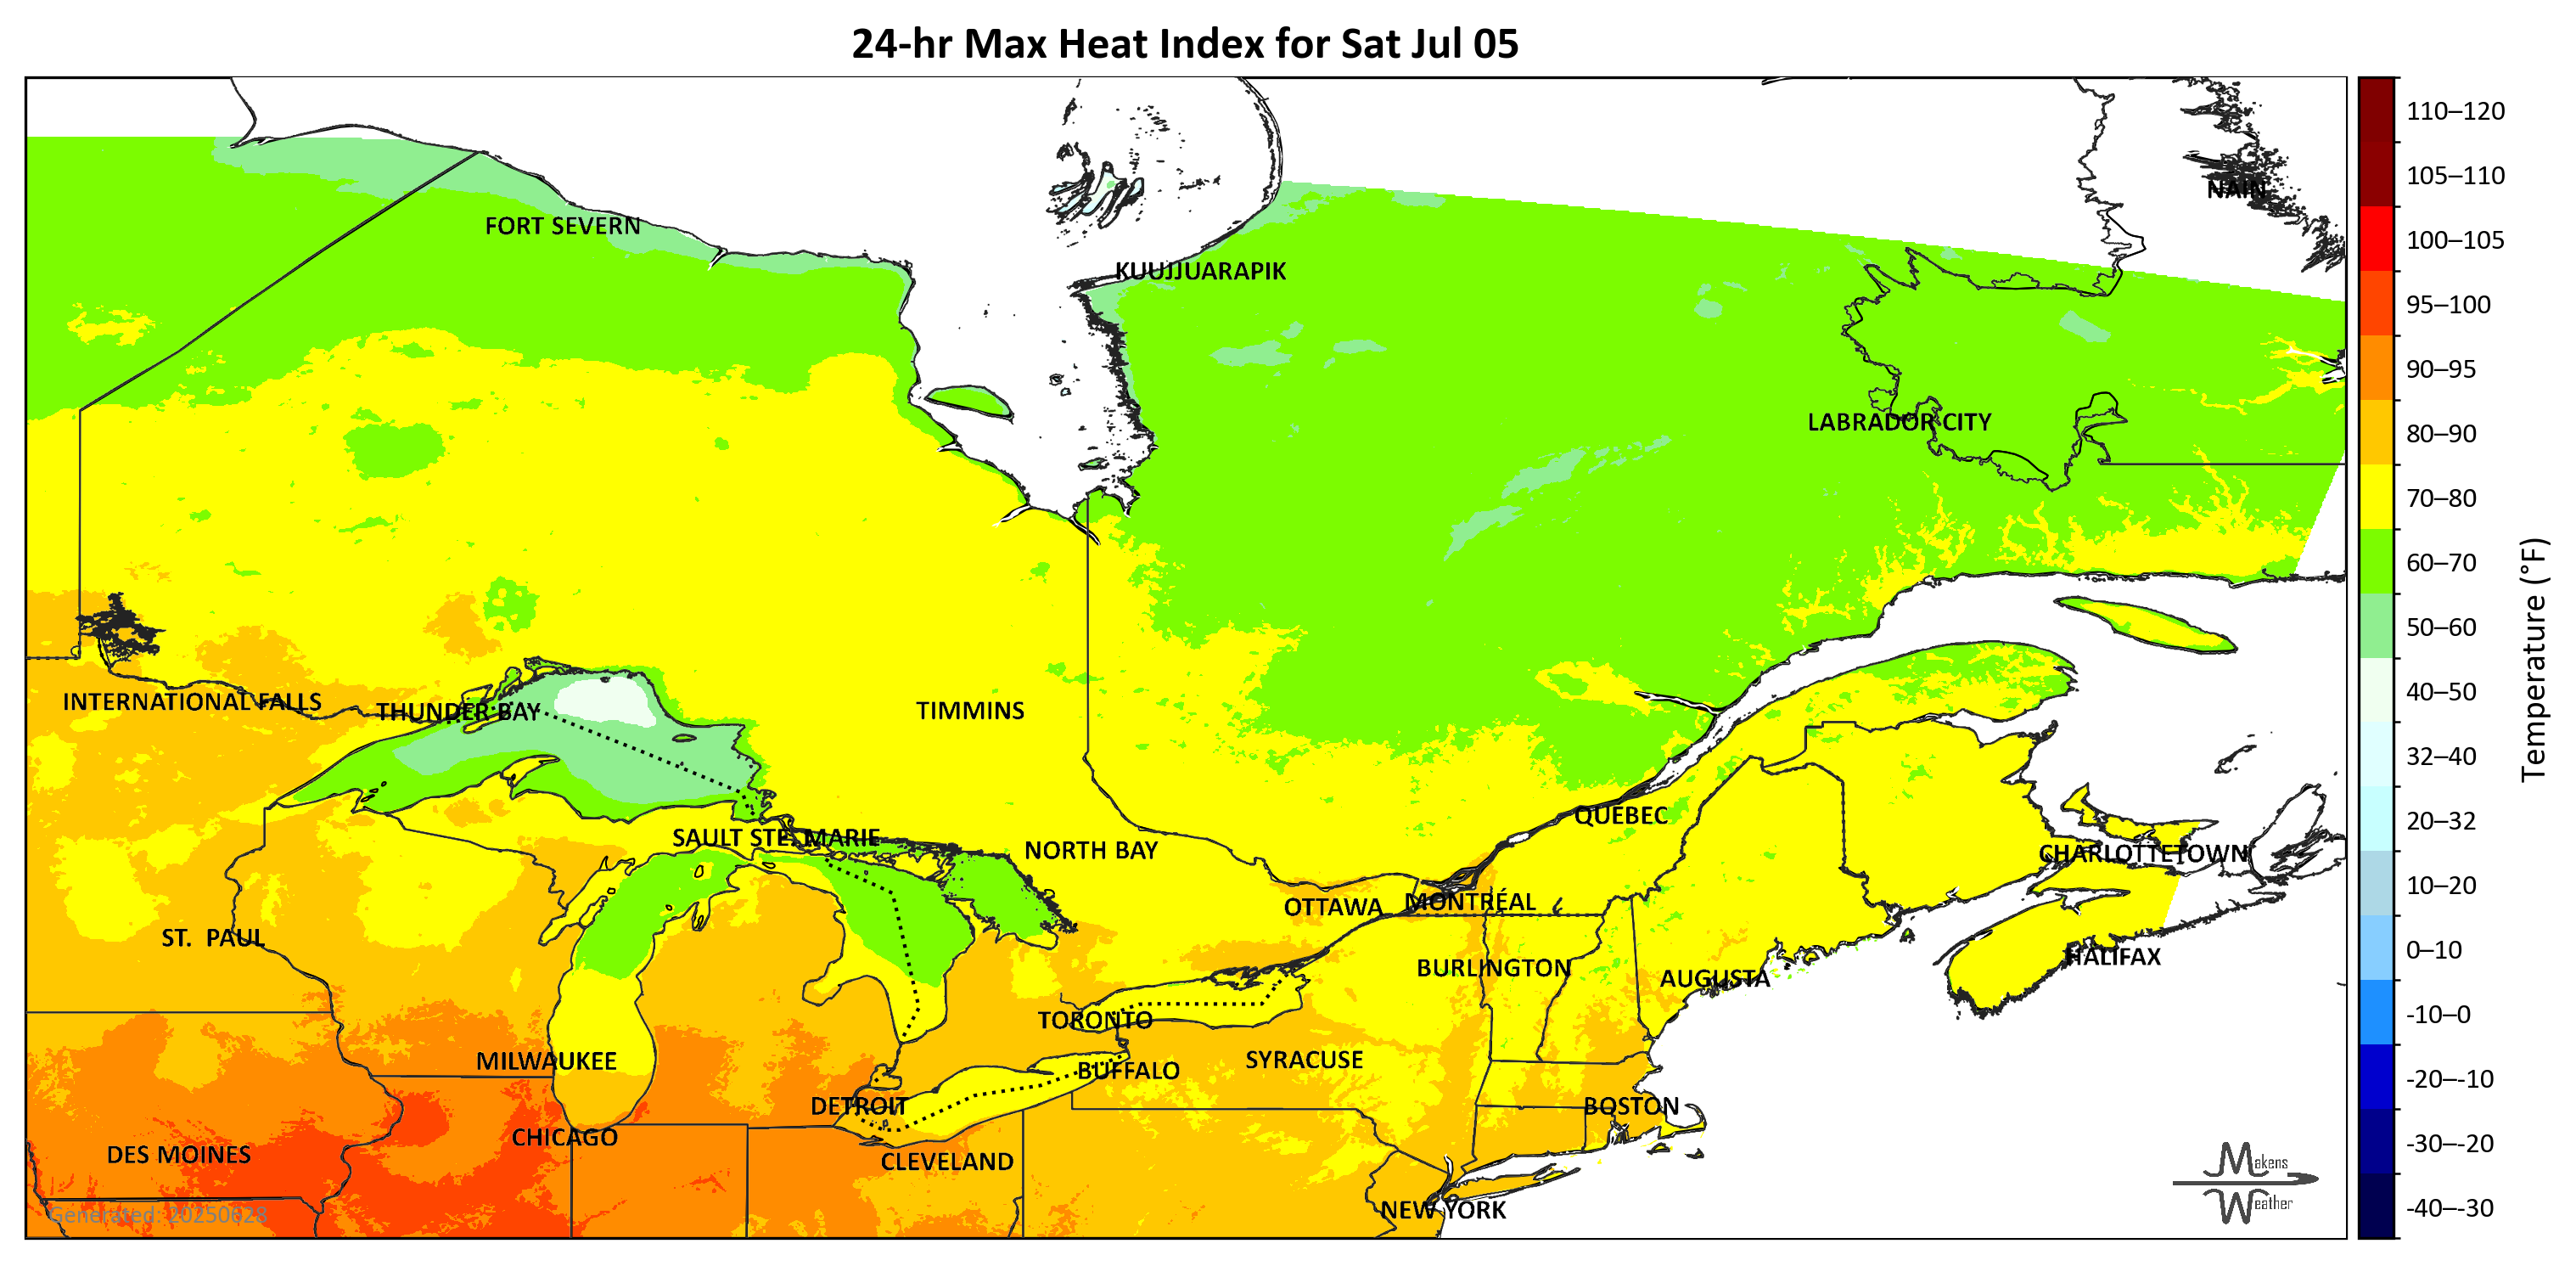 24-hr Max Heat Index for Sat Jul 05
NAIN
FORT SEVERN
KUUJJUARAPIK
LABRADOR CITY
INTERNATIONAL FALLS
THUNDER BAY
TIMMINS
QUÉBEC
SAULT STE. MARIE
NORTH BAY
CHARLOTTETOWN
OTTAWA
MONTRÉAL
ST. PAUL
HALIFAX
BURLINGTON
AUGUSTA
TORONTO
MILWAUKEE
SYRACUSE
BUFFALO
DETROIT
BOSTON
CHICAGO
DES MOINES
CLEVELAND
NEW YORK
Generated: 20250628
Makens
Weather
110–120
105–110
100–105
95–100
90–95
80–90
70–80
60–70
50–60
40–50
32–40
20–32
10–20
0–10
-10–0
-20–-10
-30–-20
-40–-30
Temperature (°F)